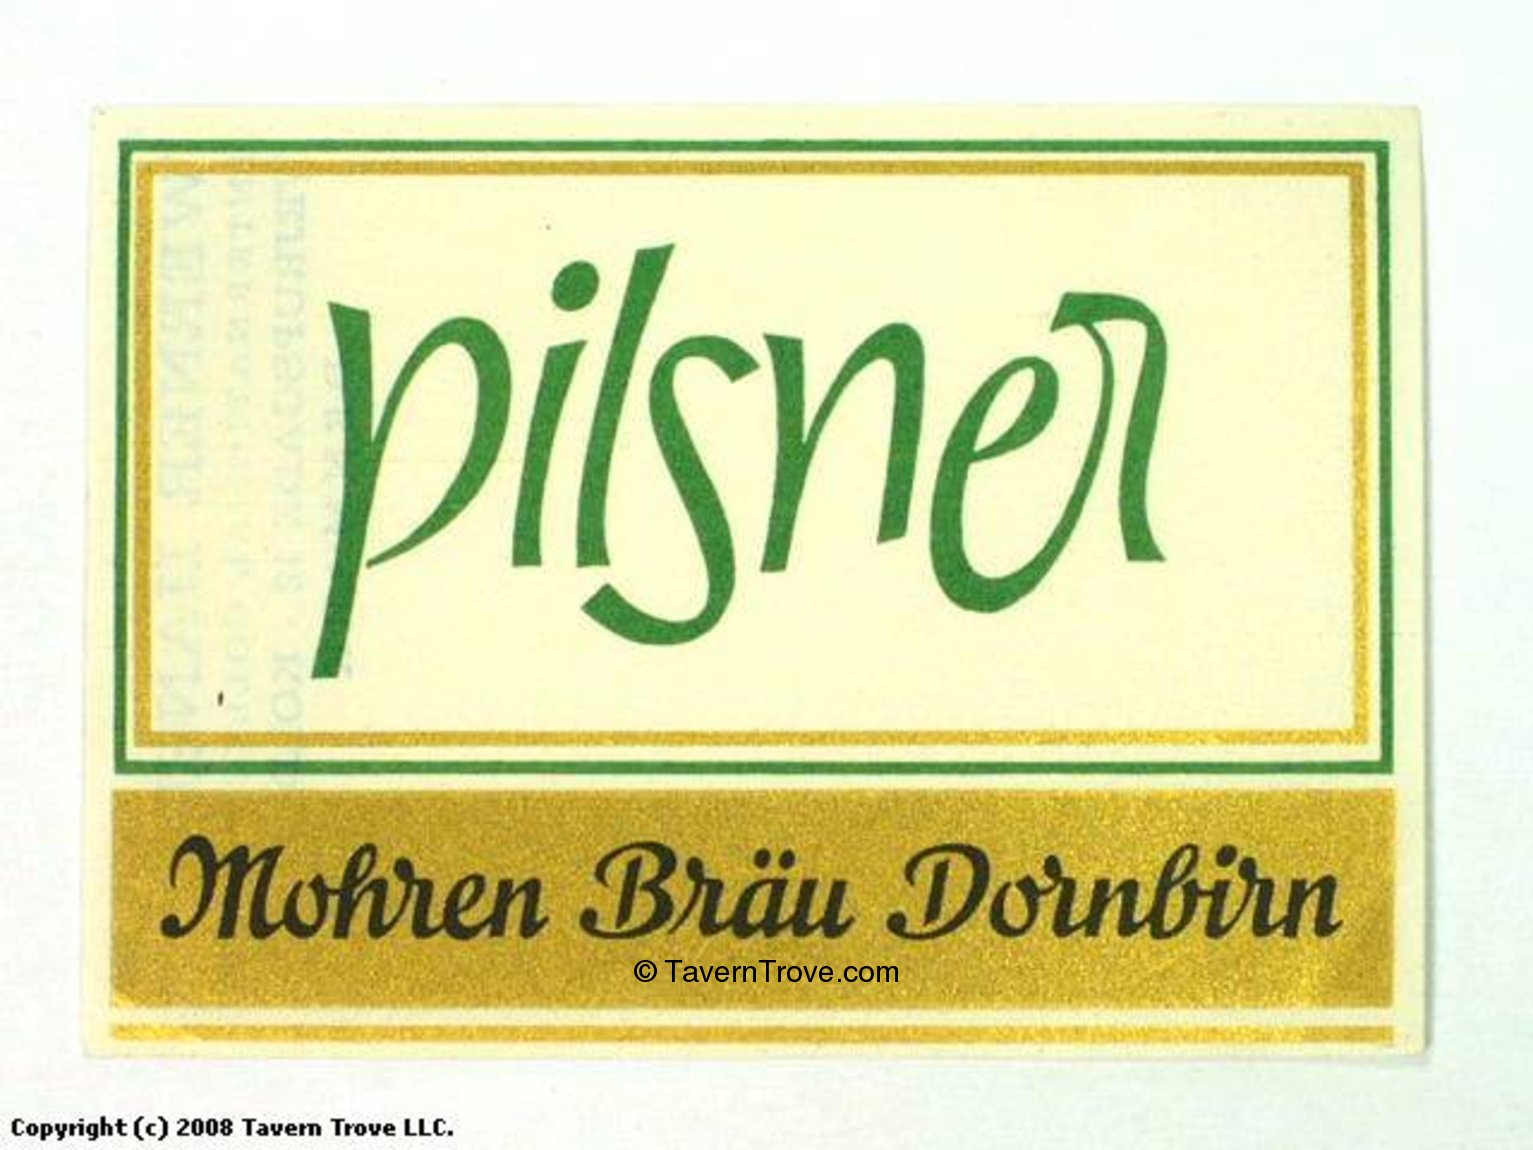 pilsner
Mohren Bräu Dornbirn
© TavernTrove.com
Copyright (c) 2008 Tavern Trove LLC.